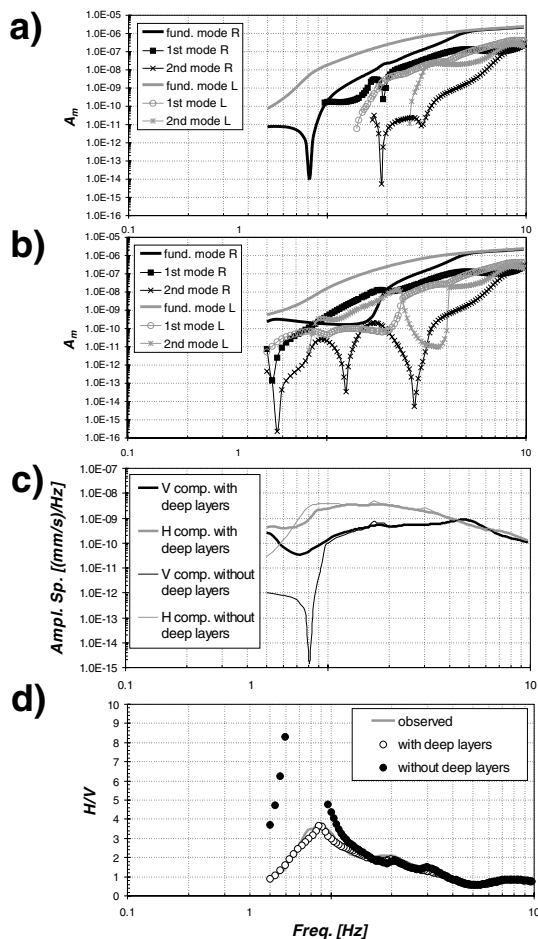 a)
1.0E-05
1.0E-06
1.0E-07
1.0E-08
1.0E-09
1.0E-10
1.0E-11
1.0E-12
1.0E-13
1.0E-14
1.0E-15
1.0E-16
A_m
fund. mode R
1st mode R
2nd mode R
fund. mode L
1st mode L
2nd mode L
0.1 1 10
b)
1.0E-05
1.0E-06
1.0E-07
1.0E-08
1.0E-09
1.0E-10
1.0E-11
1.0E-12
1.0E-13
1.0E-14
1.0E-15
1.0E-16
A_m
fund. mode R
1st mode R
2nd mode R
fund. mode L
1st mode L
2nd mode L
0.1 1 10
c)
1.0E-07
1.0E-08
1.0E-09
1.0E-10
1.0E-11
1.0E-12
1.0E-13
1.0E-14
1.0E-15
Ampl. Sp. [(mm/s)/Hz]
V comp. with
deep layers
H comp. with
deep layers
V comp. without
deep layers
H comp. without
deep layers
0.1 1 10
d)
10
9
8
7
6
5
4
3
2
1
0
H/V
observed
with deep layers
without deep layers
0.1 1 10
Freq. [Hz]